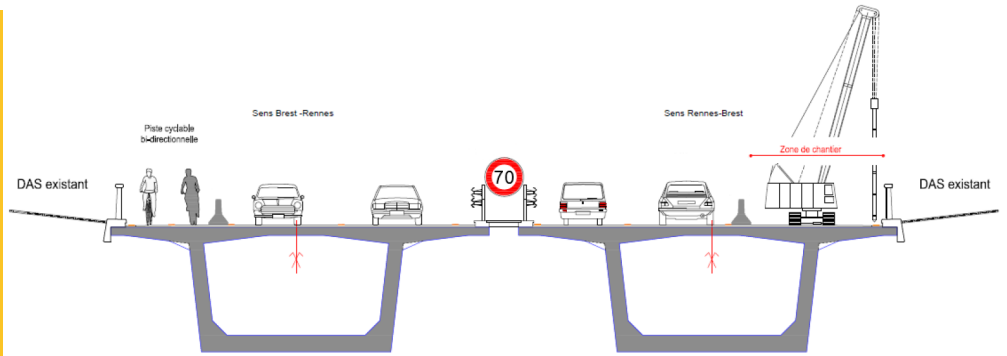 Sens Brest -Rennes
Sens Rennes-Brest
Piste cyclable
bi-directionnelle
Zone de chantier
DAS existant
70
DAS existant